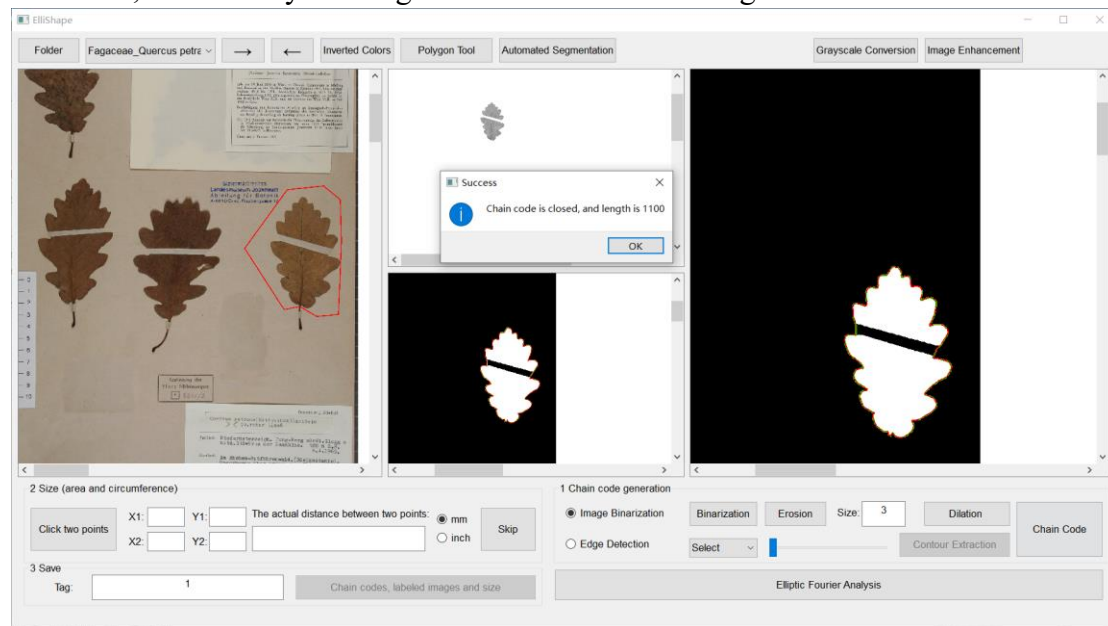 ElliShape
Folder
Fagaceae_Quercus petra
Inverted Colors
Polygon Tool
Automated Segmentation
Grayscale Conversion
Image Enhancement
Success
Chain code is closed, and length is 1100
OK
2 Size (area and circumference)
Click two points
X1:
Y1:
X2:
Y2:
The actual distance between two points:
mm
inch
Skip
3 Save
Tag:
1
Chain codes, labeled images and size
1 Chain code generation
Image Binarization
Binarization
Erosion
Size:
3
Dilation
Edge Detection
Select
Contour Extraction
Chain Code
Elliptic Fourier Analysis